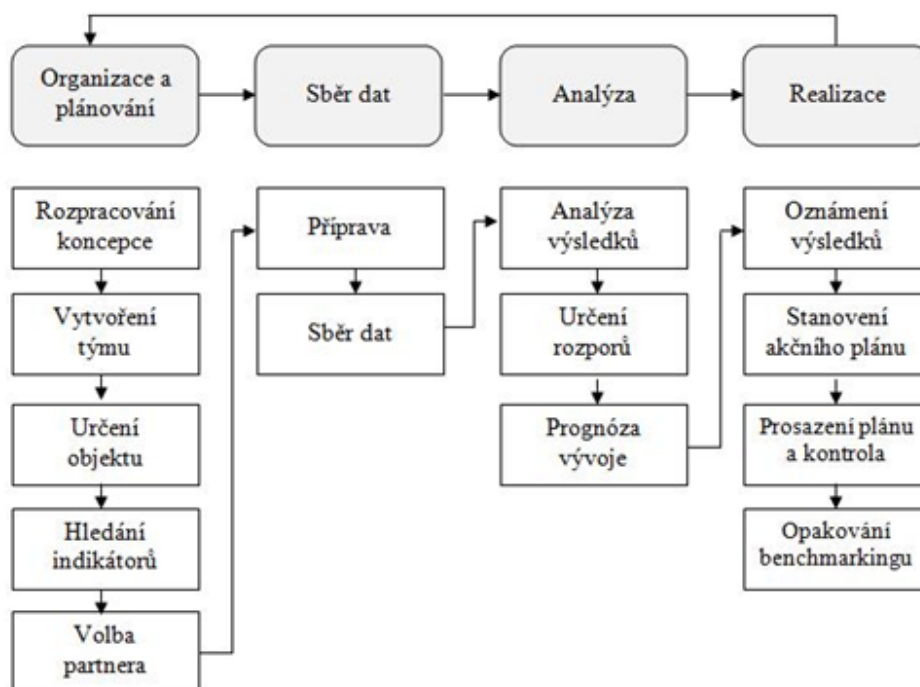 Organizace a
plánování
Sběr dat
Analýza
Realizace
Rozpracování
koncepce
Vytvoření
týmu
Určení
objektu
Hledání
indikátorů
Volba
partnera
Příprava
Sběr dat
Analýza
výsledků
Určení
rozporů
Prognóza
vývoje
Oznámení
výsledků
Stanovení
akčního plánu
Prosazení plánu
a kontrola
Opakování
benchmarkingu